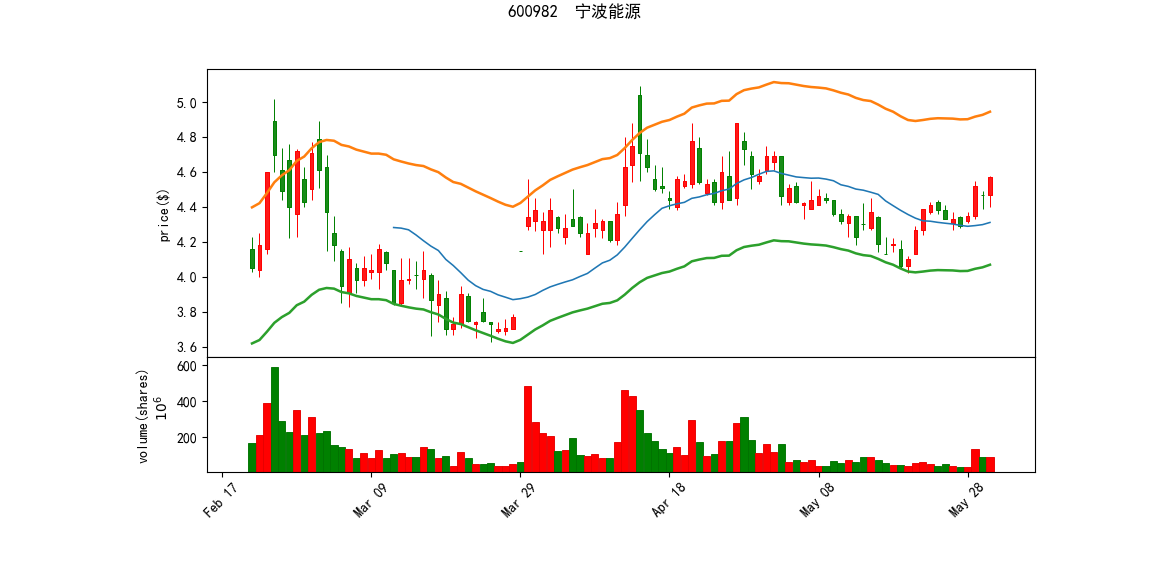 600982 宁波能源
price($)
5.0
4.8
4.6
4.4
4.2
4.0
3.8
3.6
volume(shares)
10^6
600
400
200
Feb 17
Mar 09
Mar 29
Apr 18
May 08
May 28